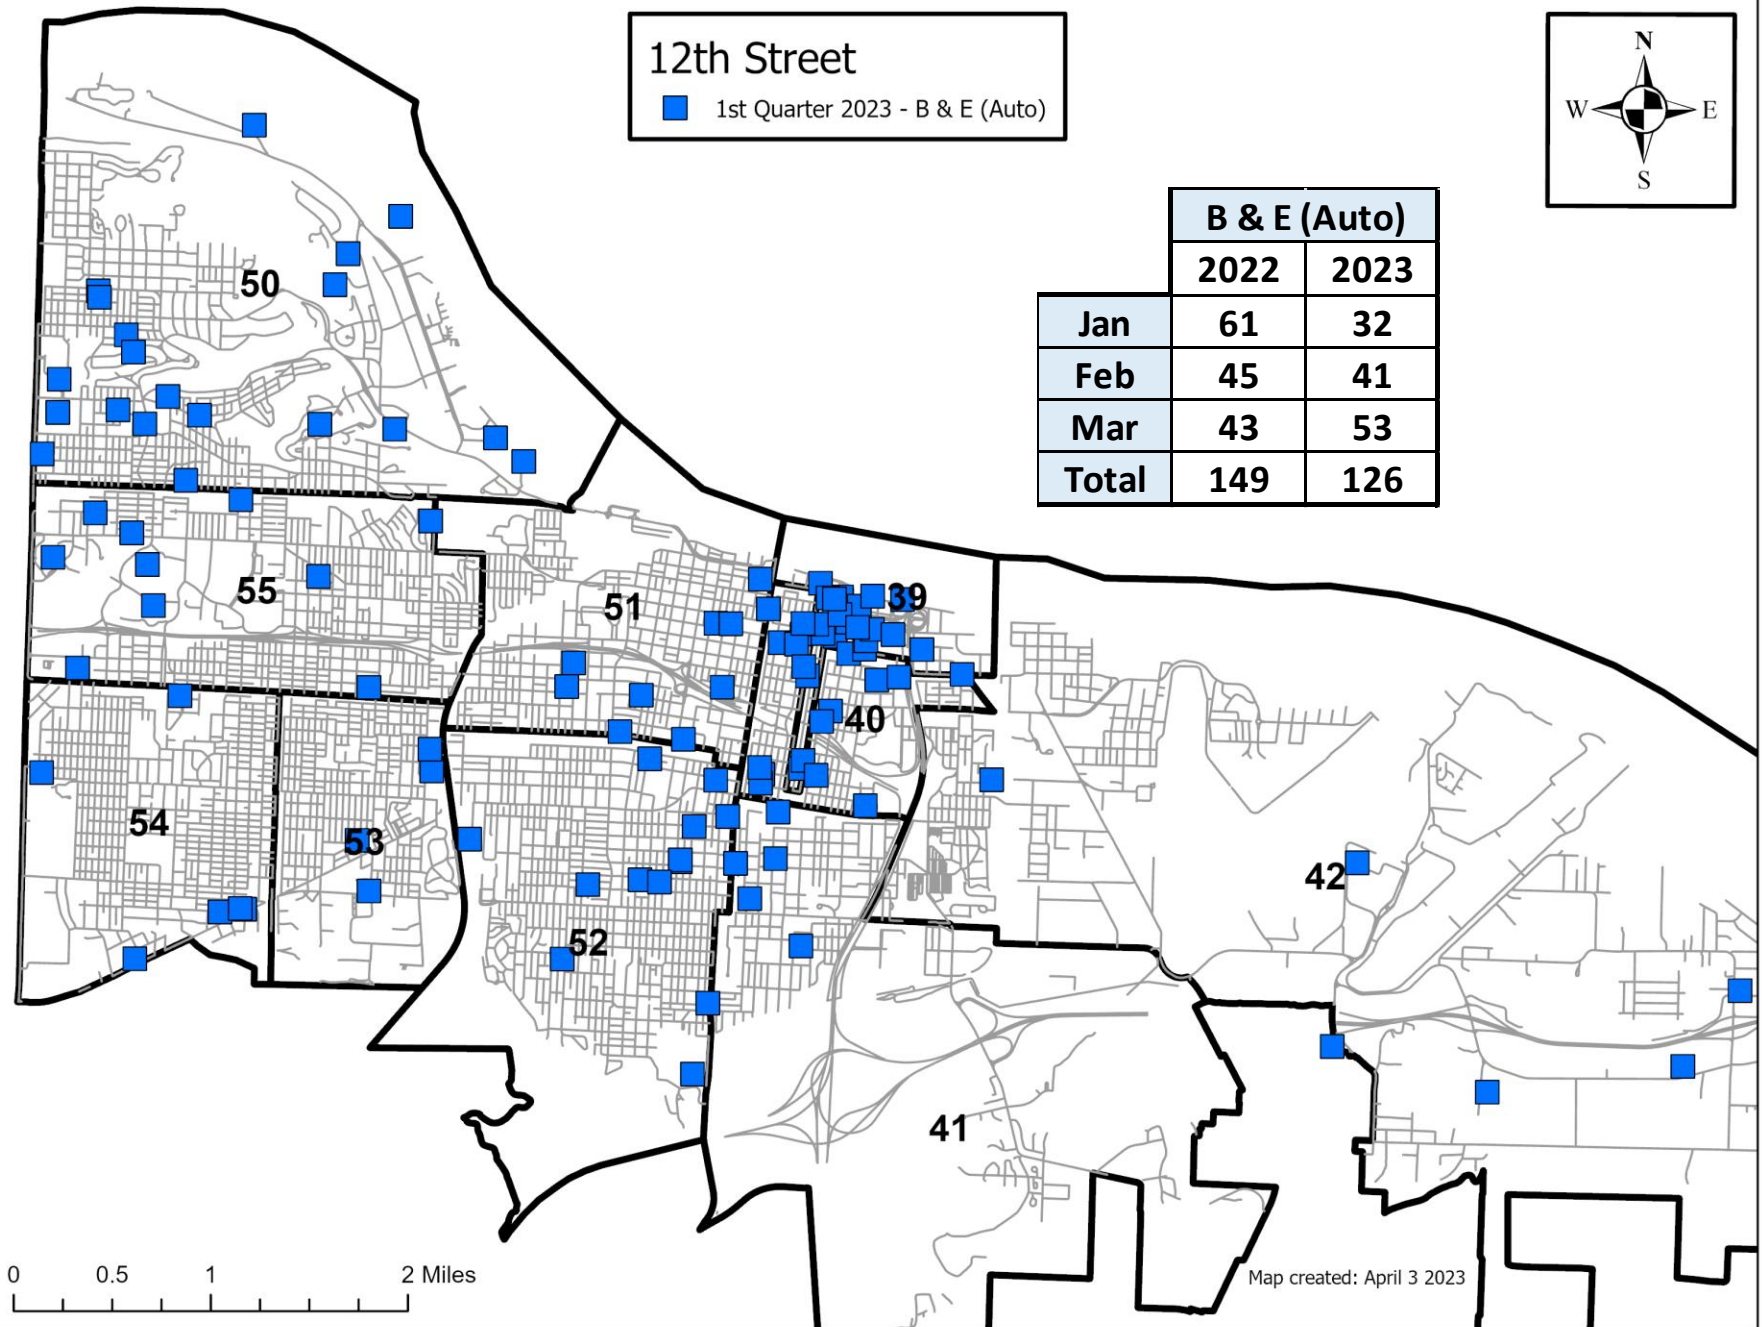 12th Street
1st Quarter 2023 - B & E (Auto)
N
W E
S
B & E (Auto)
2022 2023
Jan 61 32
Feb 45 41
Mar 43 53
Total 149 126
50
55
51
39
40
54
53
52
42
41
0 0.5 1 2 Miles
Map created: April 3 2023